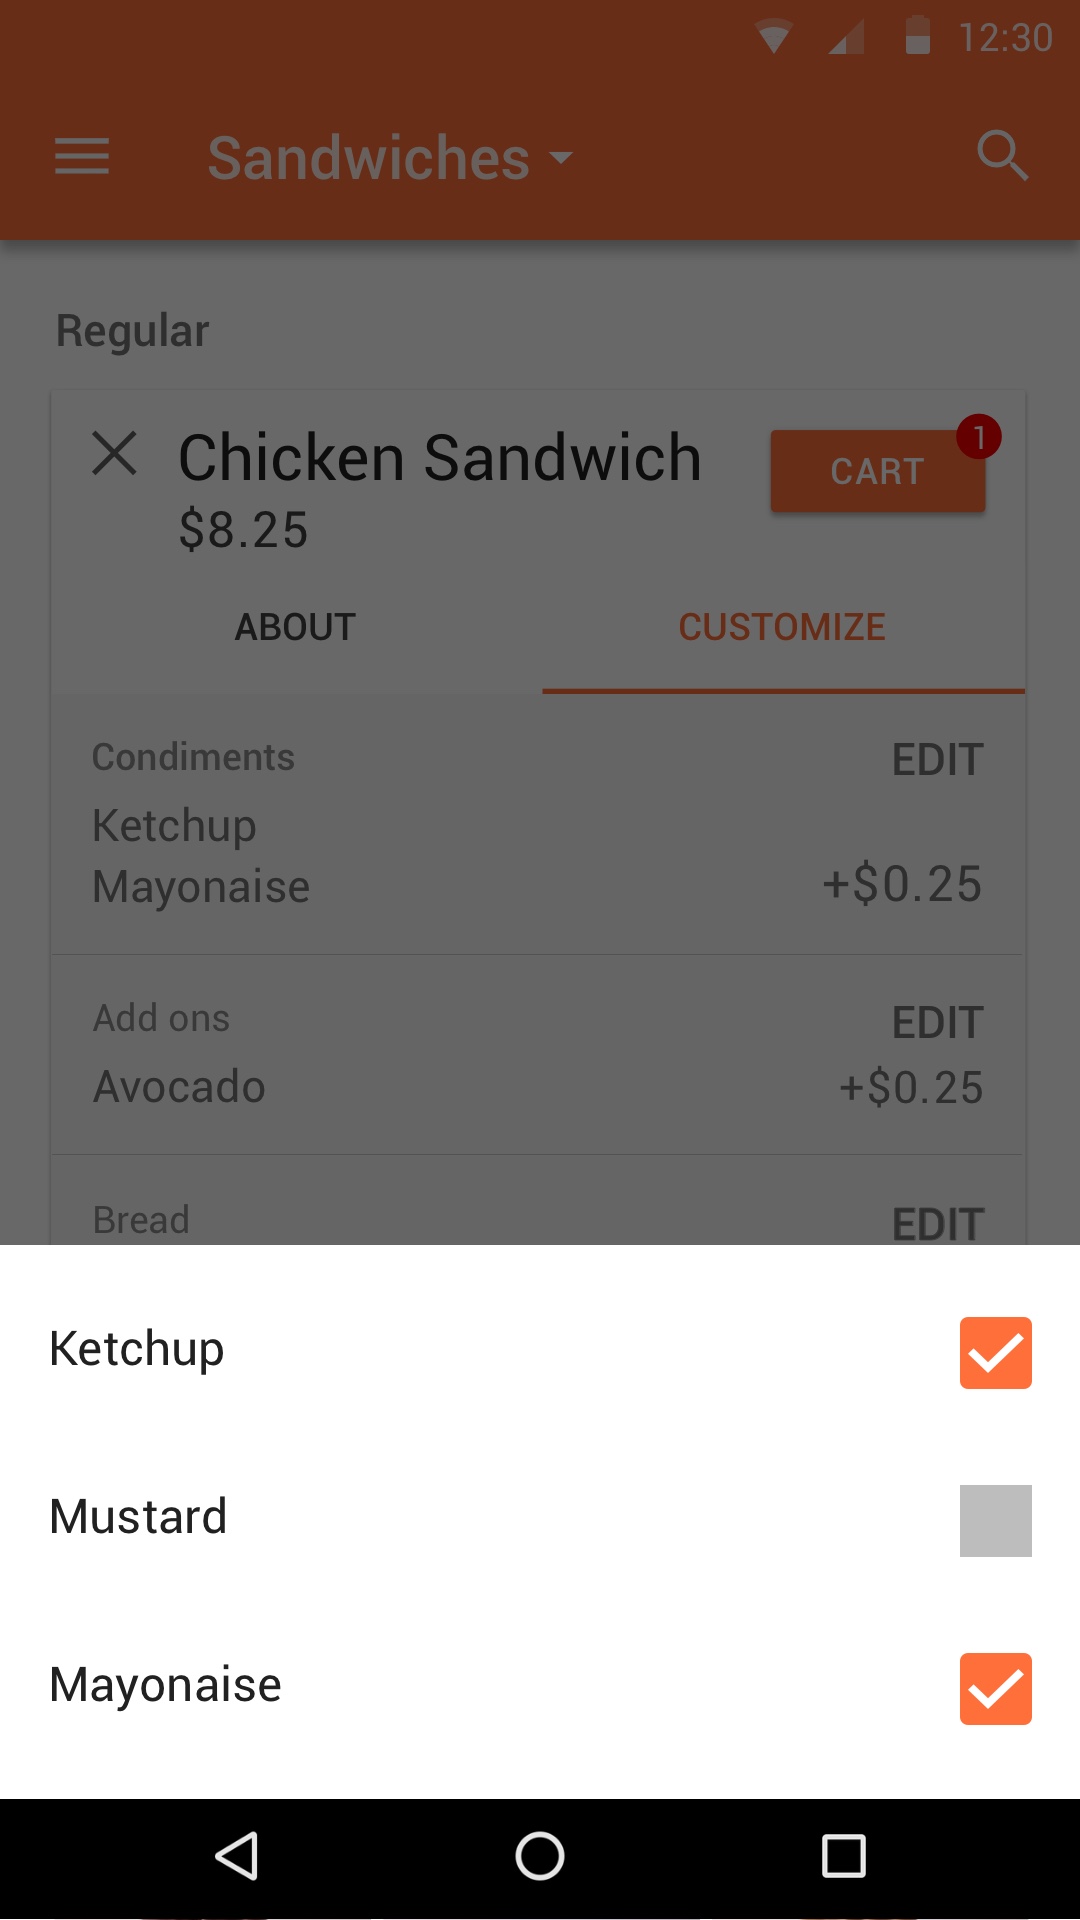 12:30
Sandwiches
Regular
Chicken Sandwich
$8.25
CART
1
ABOUT
CUSTOMIZE
Condiments
EDIT
Ketchup
Mayonaise
+$0.25
Add ons
EDIT
Avocado
+$0.25
Bread
EDIT
Ketchup
Mustard
Mayonaise